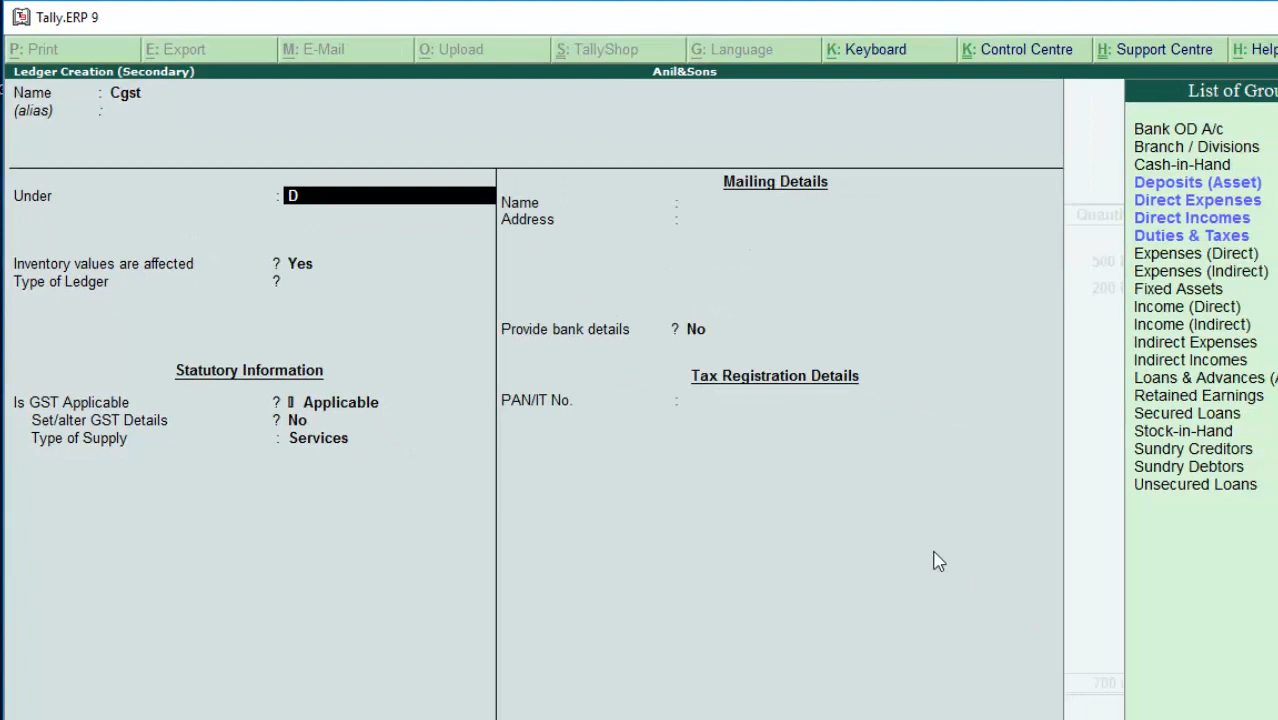 Tally.ERP 9
P: Print E: Export M: E-Mail O: Upload S: TallyShop G: Language K: Keyboard K: Control Centre H: Support Centre H: Help
Ledger Creation (Secondary) Anil&Sons
Name : Cgst
(alias) :
Under : D
Inventory values are affected ? Yes
Type of Ledger ?
Statutory Information
Is GST Applicable ? Applicable
Set/alter GST Details ? No
Type of Supply : Services
Mailing Details
Name :
Address :
Provide bank details ? No
Tax Registration Details
PAN/IT No. :
Quanti
500
200
700
List of Grou
Bank OD A/c
Branch / Divisions
Cash-in-Hand
Deposits (Asset)
Direct Expenses
Direct Incomes
Duties & Taxes
Expenses (Direct)
Expenses (Indirect)
Fixed Assets
Income (Direct)
Income (Indirect)
Indirect Expenses
Indirect Incomes
Loans & Advances (A
Retained Earnings
Secured Loans
Stock-in-Hand
Sundry Creditors
Sundry Debtors
Unsecured Loans